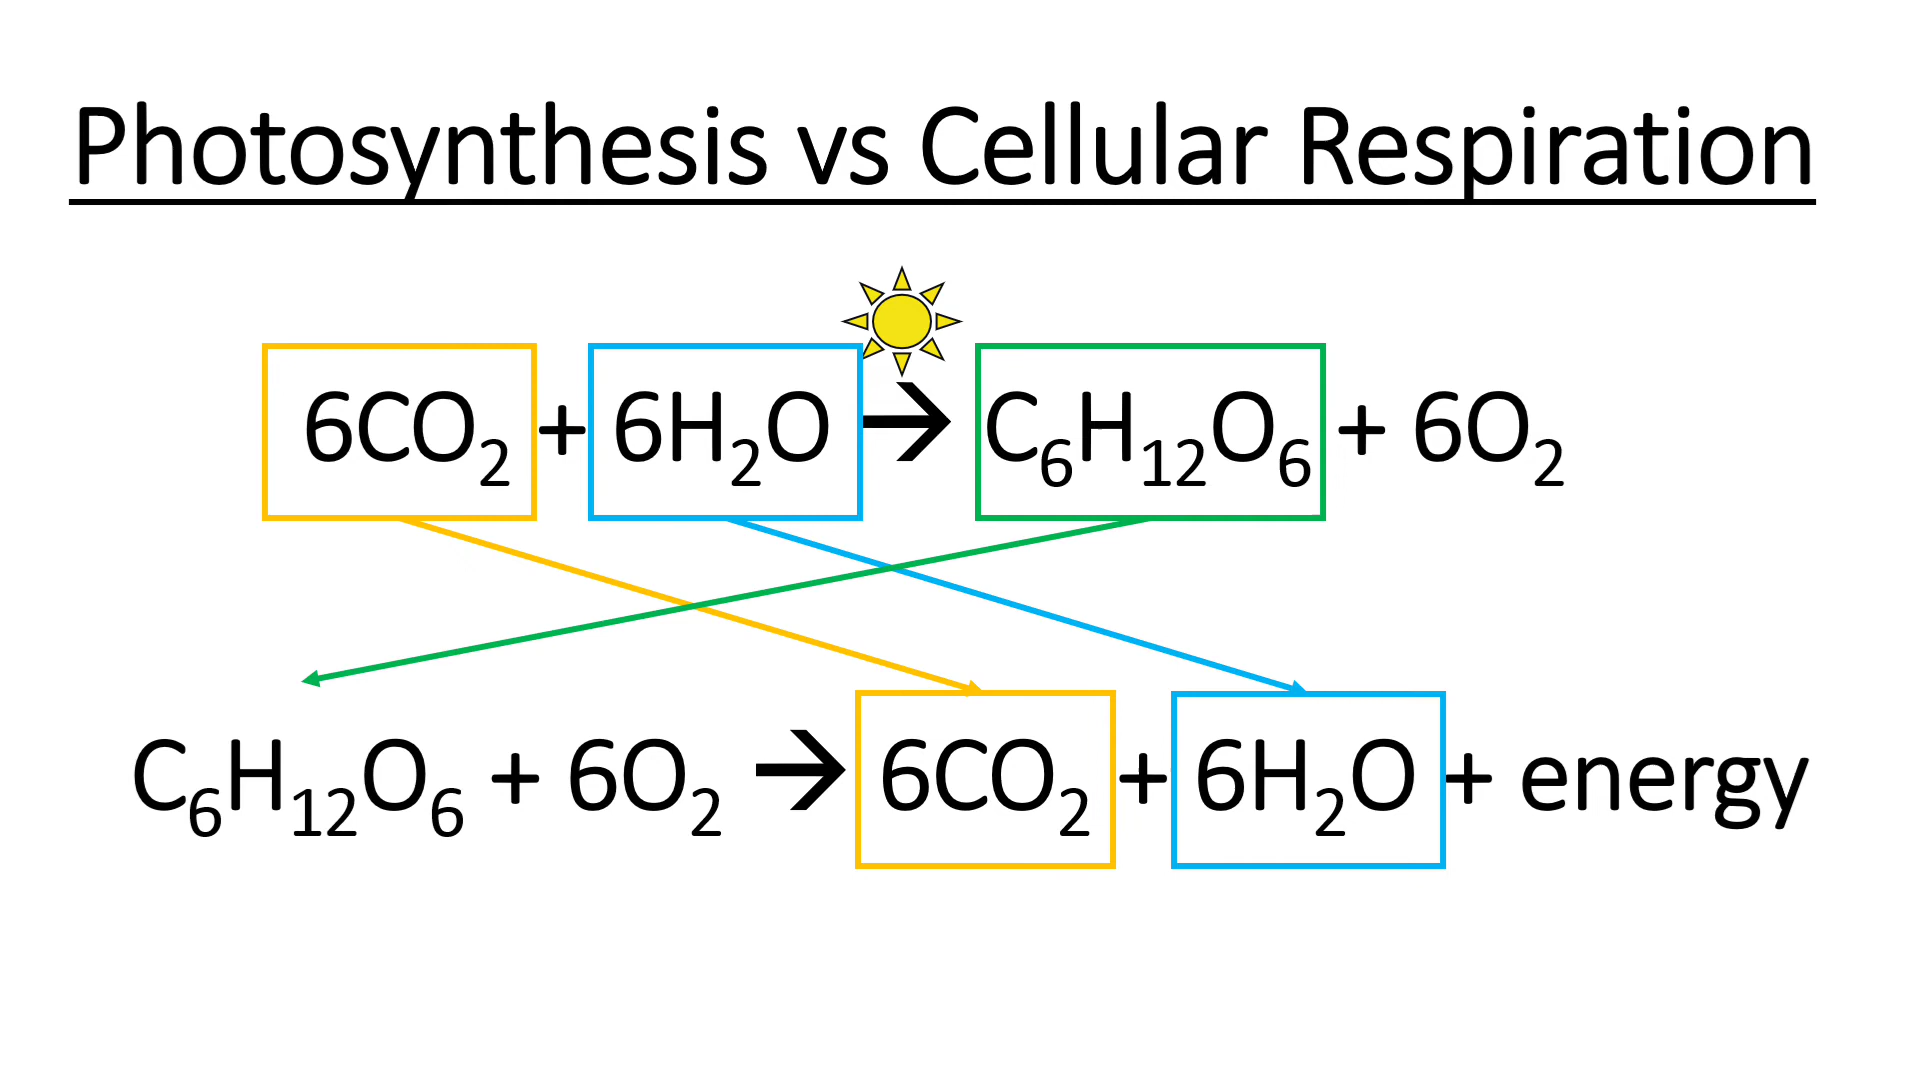 Photosynthesis vs Cellular Respiration
6CO₂ + 6H₂O → C₆H₁₂O₆ + 6O₂
C₆H₁₂O₆ + 6O₂ → 6CO₂ + 6H₂O + energy